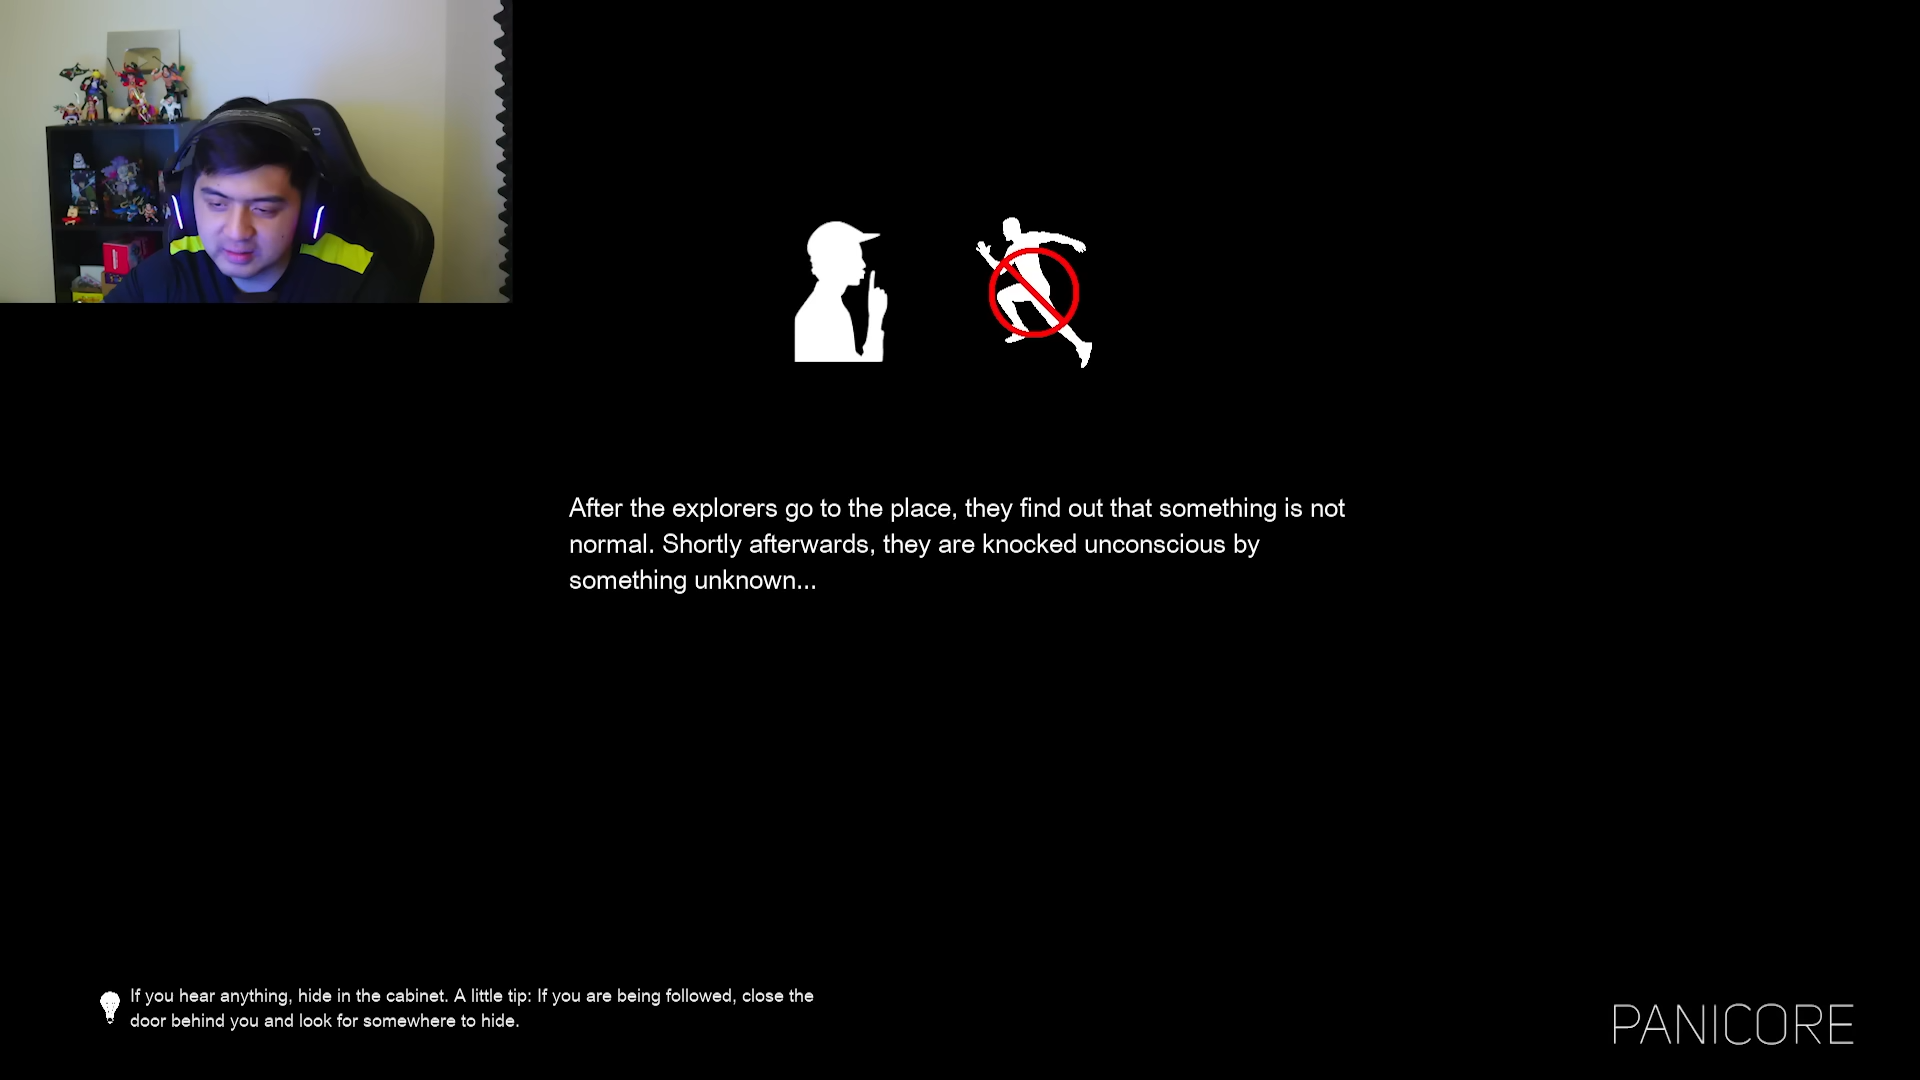 After the explorers go to the place, they find out that something is not
normal. Shortly afterwards, they are knocked unconscious by
something unknown...
If you hear anything, hide in the cabinet. A little tip: If you are being followed, close the
door behind you and look for somewhere to hide.
PANICORE